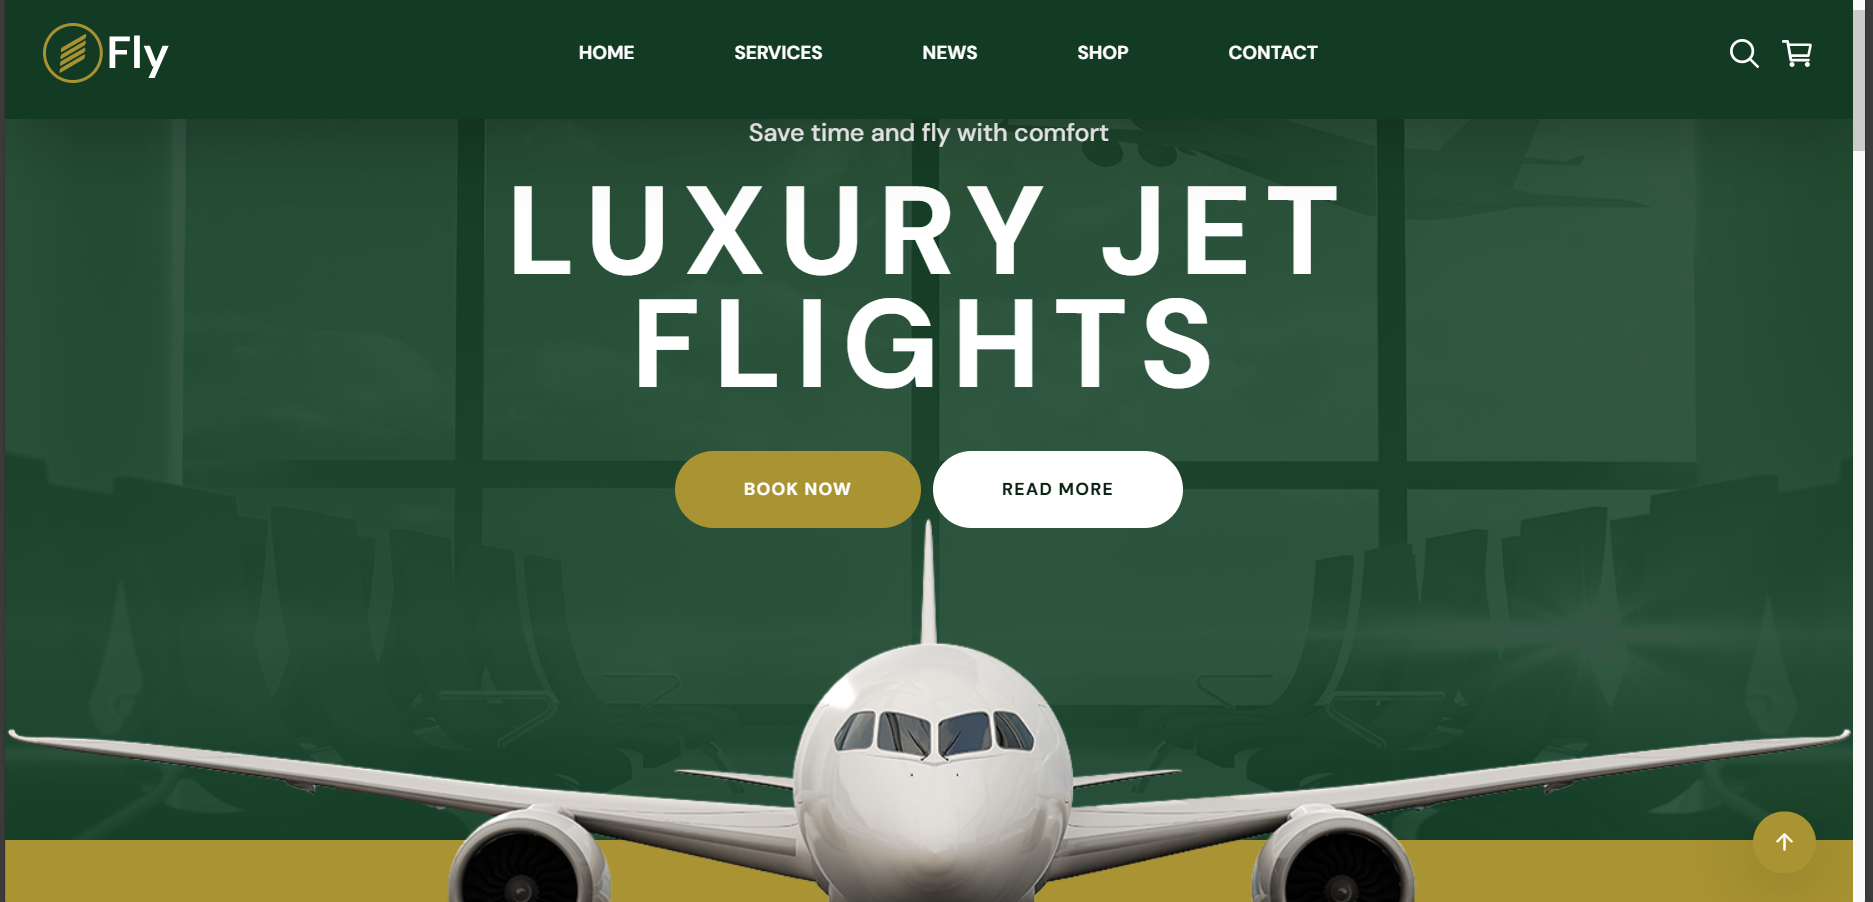 Fly
HOME SERVICES NEWS SHOP CONTACT
Save time and fly with comfort
LUXURY JET
FLIGHTS
BOOK NOW READ MORE